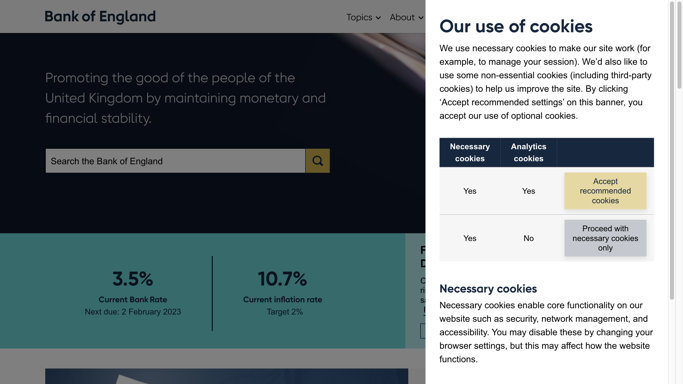 Bank of England
Topics
About
Promoting the good of the people of the
United Kingdom by maintaining monetary and
financial stability.
Search the Bank of England
3.5%
Current Bank Rate
Next due: 2 February 2023
10.7%
Current inflation rate
Target 2%
Our use of cookies
We use necessary cookies to make our site work (for
example, to manage your session). We'd also like to
use some non-essential cookies (including third-party
cookies) to help us improve the site. By clicking
'Accept recommended settings' on this banner, you
accept our use of optional cookies.
Necessary
cookies
Analytics
cookies
Yes
Yes
Accept
recommended
cookies
Yes
No
Proceed with
necessary cookies
only
Necessary cookies
Necessary cookies enable core functionality on our
website such as security, network management, and
accessibility. You may disable these by changing your
browser settings, but this may affect how the website
functions.